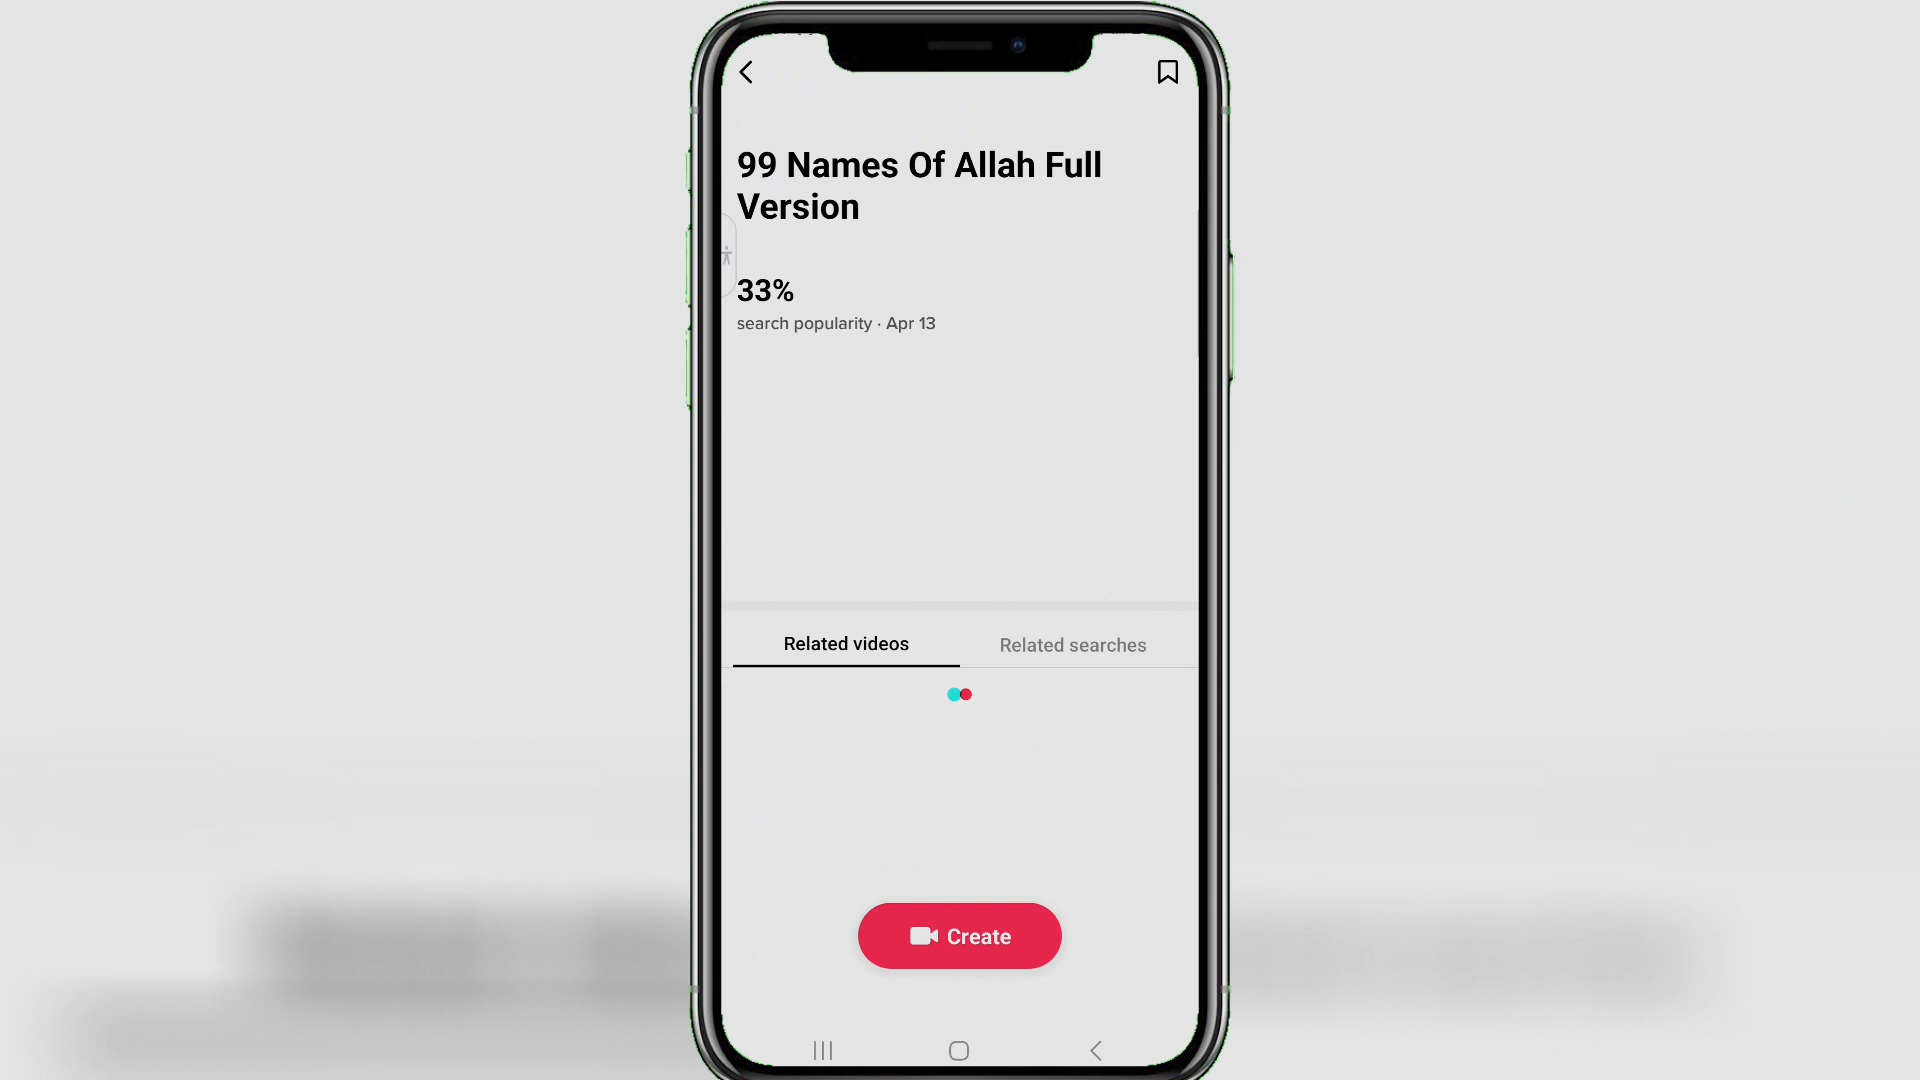 99 Names Of Allah Full
Version
33%
search popularity · Apr 13
Related videos
Related searches
Create